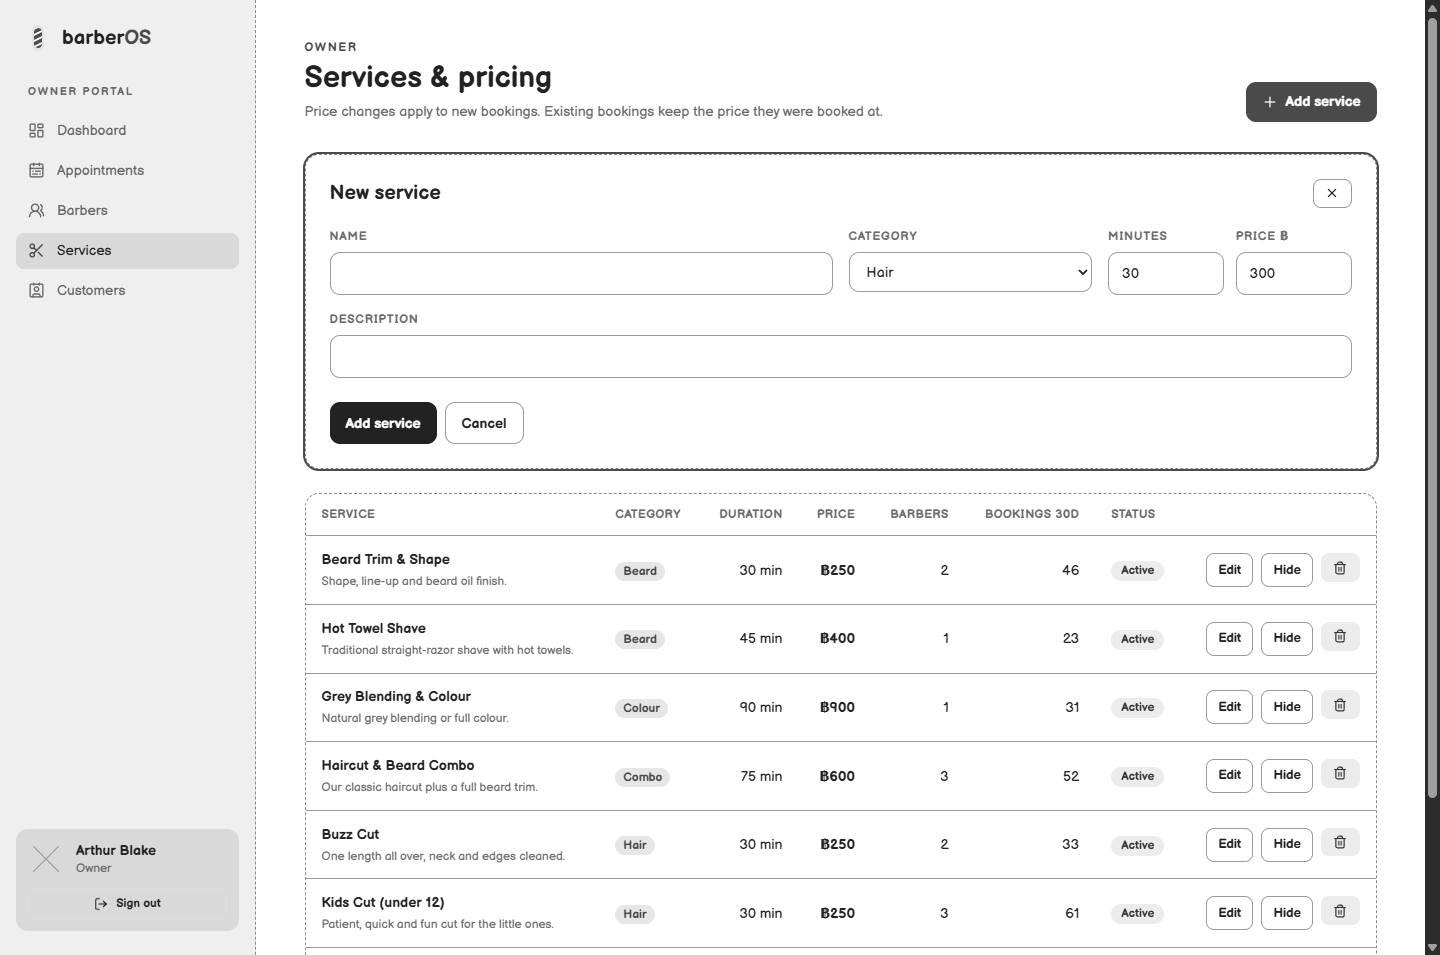 barberOS
OWNER PORTAL
Dashboard
Appointments
Barbers
Services
Customers
Arthur Blake
Owner
Sign out
OWNER
Services & pricing
Price changes apply to new bookings. Existing bookings keep the price they were booked at.
Add service
New service
NAME CATEGORY MINUTES PRICE ฿
Hair 30 300
DESCRIPTION
Add service Cancel
SERVICE CATEGORY DURATION PRICE BARBERS BOOKINGS 30D STATUS
Beard Trim & Shape
Shape, line-up and beard oil finish.
Beard 30 min ฿250 2 46 Active Edit Hide
Hot Towel Shave
Traditional straight-razor shave with hot towels.
Beard 45 min ฿400 1 23 Active Edit Hide
Grey Blending & Colour
Natural grey blending or full colour.
Colour 90 min ฿900 1 31 Active Edit Hide
Haircut & Beard Combo
Our classic haircut plus a full beard trim.
Combo 75 min ฿600 3 52 Active Edit Hide
Buzz Cut
One length all over, neck and edges cleaned.
Hair 30 min ฿250 2 33 Active Edit Hide
Kids Cut (under 12)
Patient, quick and fun cut for the little ones.
Hair 30 min ฿250 3 61 Active Edit Hide